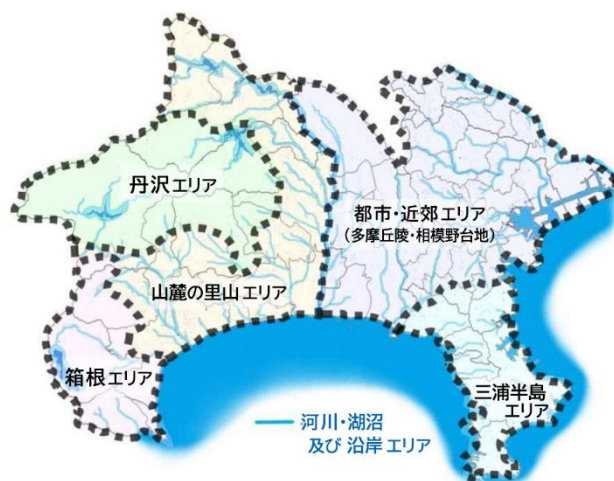 丹沢エリア
都市・近郊エリア
（多摩丘陵・相模野台地）
山麓の里山エリア
箱根エリア
三浦半島
エリア
河川・湖沼
及び 沿岸 エリア